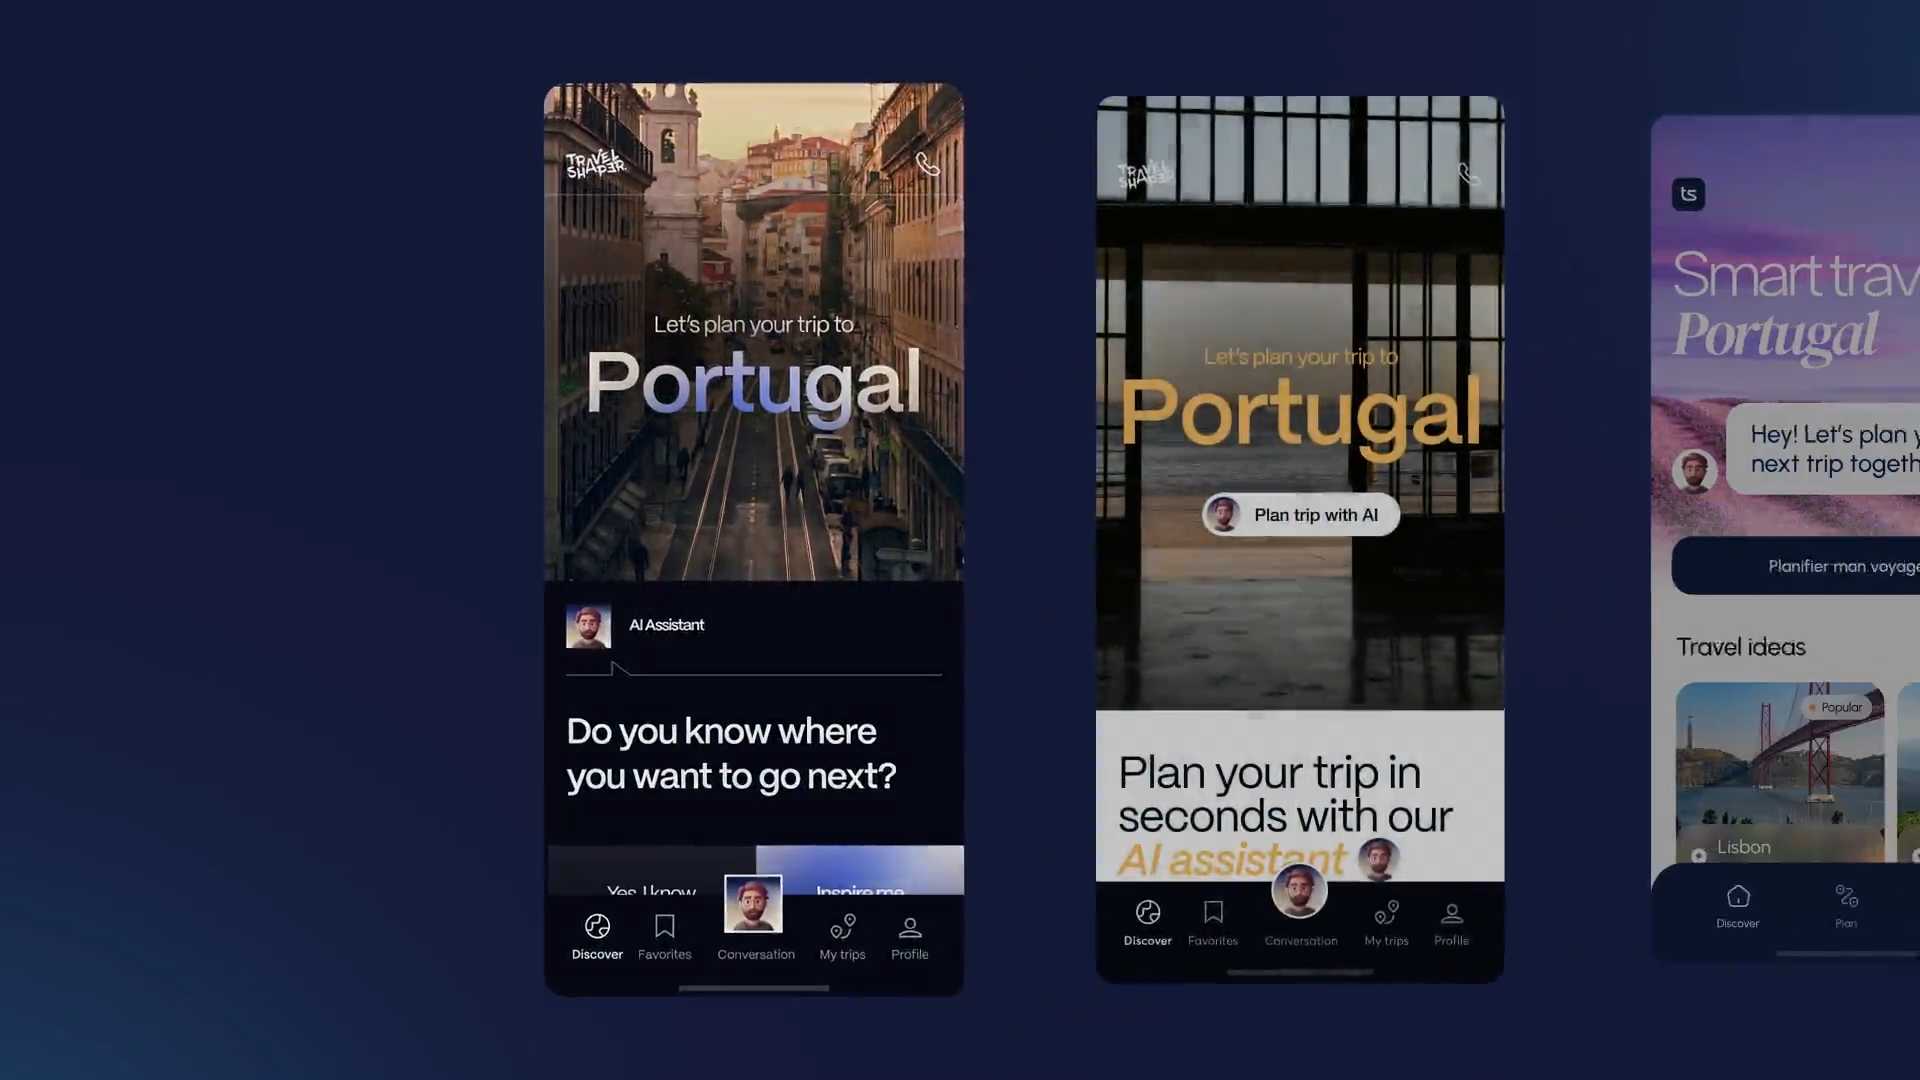 TRAVEL
SHAPER.
Let's plan your trip to
Portugal
AI Assistant
Do you know where
you want to go next?
Yes, I know
Inspire me
Discover
Favorites
Conversation
My trips
Profile
TRAVEL
SHAPER
Let's plan your trip to
Portugal
Plan trip with AI
Plan your trip in
seconds with our
AI assistant
Discover
Favorites
Conversation
My trips
Profile
ts
Smart trav
Portugal
Hey! Let's plan y
next trip togeth
Planifier man voyage
Travel ideas
Popular
Lisbon
Discover
Plan